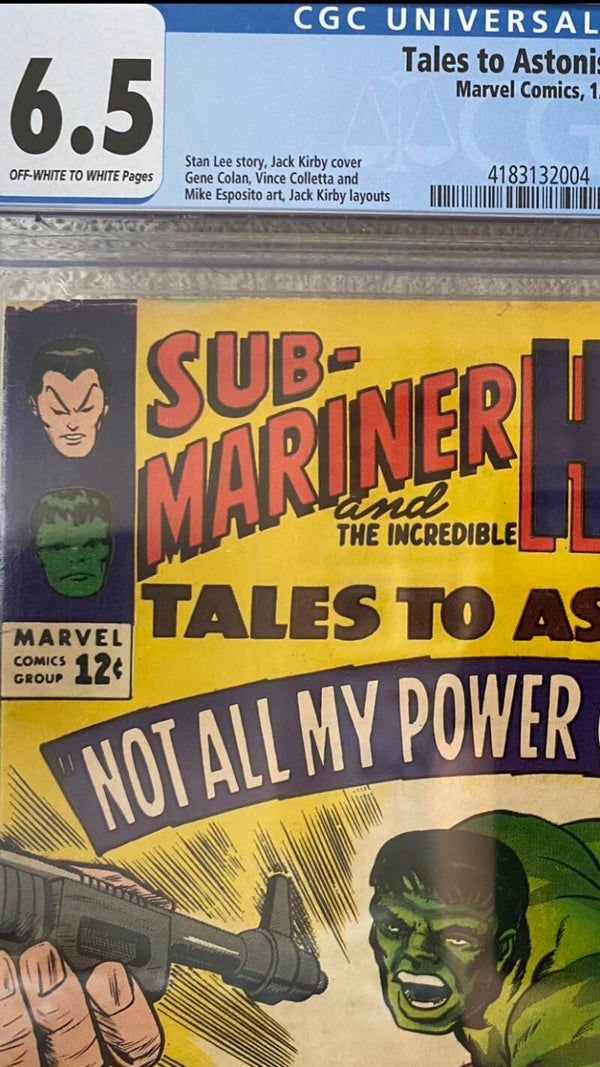 CGC UNIVERSAL
6.5
OFF-WHITE TO WHITE Pages
Tales to Astonis
Marvel Comics, 1
Stan Lee story, Jack Kirby cover
Gene Colan, Vince Colletta and
Mike Esposito art, Jack Kirby layouts
4183132004
SUB-
MARINER
and
THE INCREDIBLE
H
TALES TO AS
MARVEL
COMICS
GROUP
12¢
"NOT ALL MY POWER